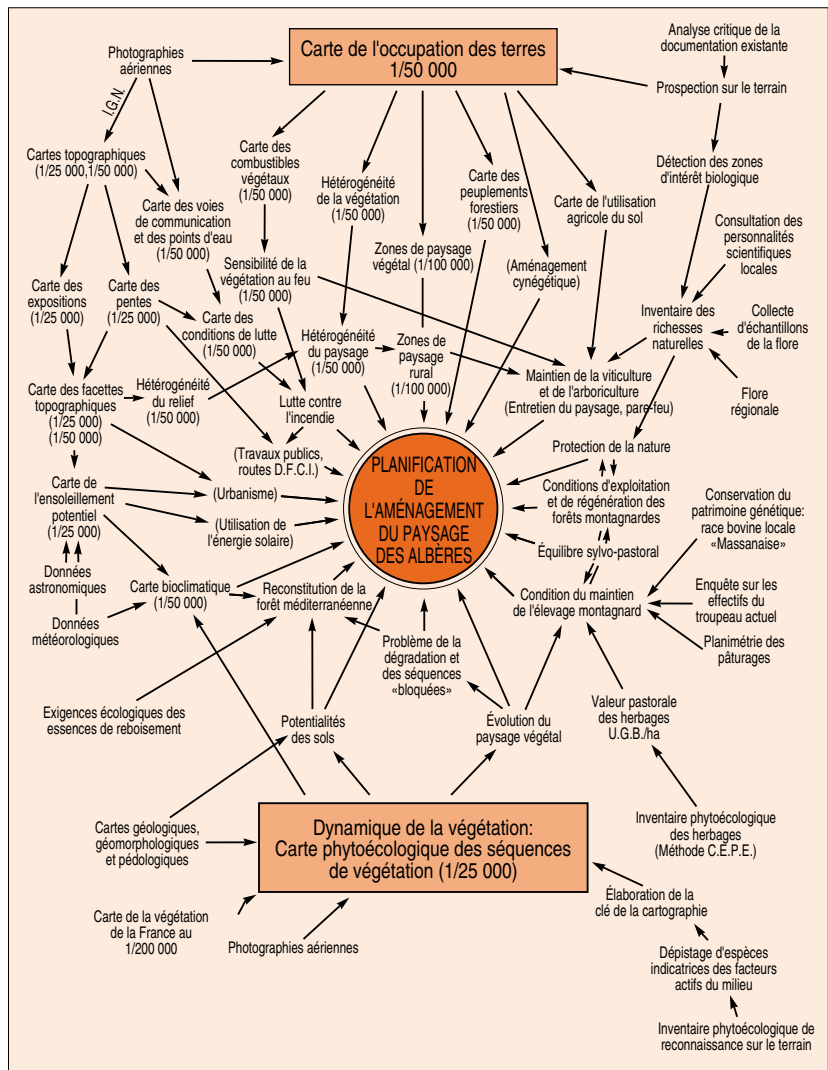 Photographies
aériennes
Carte de l'occupation des terres
1/50 000
Analyse critique de la
documentation existante
Prospection sur le terrain
I.G.N.
Cartes topographiques
(1/25 000,1/50 000)
Carte des voies
de communication
et des points d'eau
(1/50 000)
Carte des
combustibles
végétaux
(1/50 000)
Hétérogénéité
de la végétation
(1/50 000)
Carte des
peuplements
forestiers
(1/50 000)
Carte de l'utilisation
agricole du sol
Détection des zones
d'intérêt biologique
Consultation des
personnalités
scientifiques
locales
Zones de paysage
végétal (1/100 000)
(Aménagement
cynégétique)
Sensibilité de la
végétation au feu
(1/50 000)
Carte des
expositions
(1/25 000)
Carte des
pentes
(1/25 000)
Carte des
conditions de lutte
(1/50 000)
Hétérogénéité
du paysage
(1/50 000)
Zones de
paysage
rural
(1/100 000)
Inventaire des
richesses
naturelles
Collecte
d'échantillons
de la flore
Flore
régionale
Carte des facettes
topographiques
(1/25 000)
(1/50 000)
Hétérogénéité
du relief
(1/50 000)
Lutte contre
l'incendie
Maintien de la viticulture
et de l'arboriculture
(Entretien du paysage, pare-feu)
(Travaux publics,
routes D.F.C.I.)
PLANIFICATION
DE
L'AMÉNAGEMENT
DU PAYSAGE
DES ALBÈRES
Protection de la nature
Conditions d'exploitation
et de régénération des
forêts montagnardes
Carte de
l'ensoleillement
potentiel
(1/25 000)
(Urbanisme)
(Utilisation de
l'énergie solaire)
Conservation du
patrimoine génétique:
race bovine locale
«Massanaise»
Équilibre sylvo-pastoral
Données
astronomiques
Données
météorologiques
Carte bioclimatique
(1/50 000)
Reconstitution de la
forêt méditerranéenne
Condition du maintien
de l'élevage montagnard
Enquête sur les
effectifs du
troupeau actuel
Planimétrie des
pâturages
Problème de la
dégradation et
des séquences
«bloquées»
Exigences écologiques des
essences de reboisement
Potentialités
des sols
Évolution du
paysage végétal
Valeur pastorale
des herbages
U.G.B./ha
Cartes géologiques,
géomorphologiques
et pédologiques
Dynamique de la végétation:
Carte phytoécologique des séquences
de végétation (1/25 000)
Inventaire phytoécologique
des herbages
(Méthode C.E.P.E.)
Élaboration de la
clé de la cartographie
Carte de la végétation
de la France au
1/200 000
Photographies aériennes
Dépistage d'espèces
indicatrices des facteurs
actifs du milieu
Inventaire phytoécologique de
reconnaissance sur le terrain